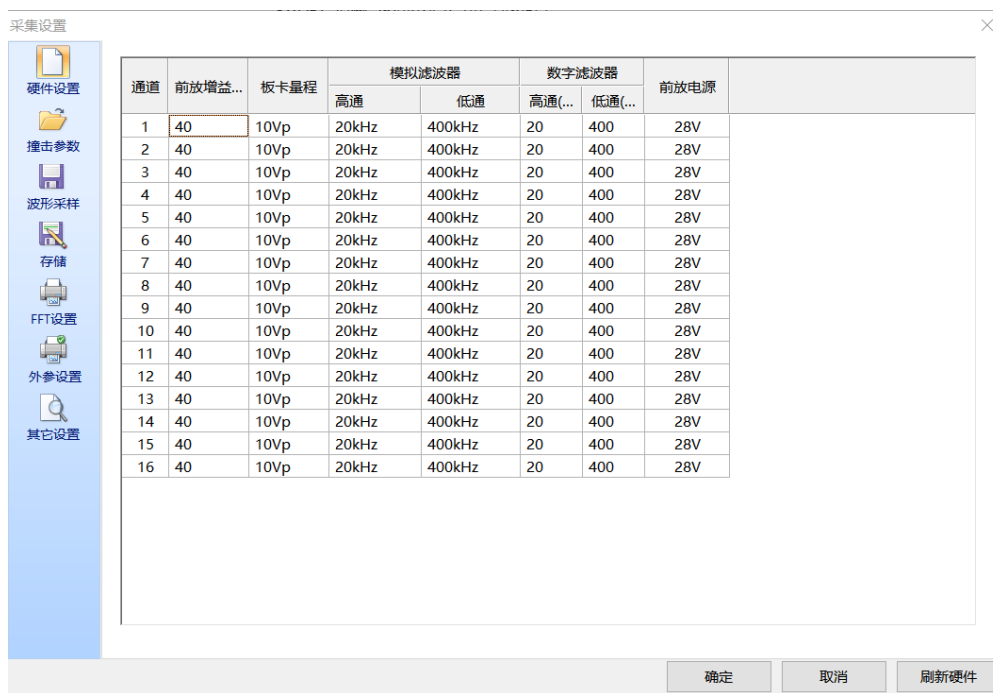 采集设置
硬件设置
撞击参数
波形采样
存储
FFT设置
外参设置
其它设置
通道 前放增益... 板卡量程 模拟滤波器 数字滤波器 前放电源
高通 低通 高通(... 低通(...
1 40 10Vp 20kHz 400kHz 20 400 28V
2 40 10Vp 20kHz 400kHz 20 400 28V
3 40 10Vp 20kHz 400kHz 20 400 28V
4 40 10Vp 20kHz 400kHz 20 400 28V
5 40 10Vp 20kHz 400kHz 20 400 28V
6 40 10Vp 20kHz 400kHz 20 400 28V
7 40 10Vp 20kHz 400kHz 20 400 28V
8 40 10Vp 20kHz 400kHz 20 400 28V
9 40 10Vp 20kHz 400kHz 20 400 28V
10 40 10Vp 20kHz 400kHz 20 400 28V
11 40 10Vp 20kHz 400kHz 20 400 28V
12 40 10Vp 20kHz 400kHz 20 400 28V
13 40 10Vp 20kHz 400kHz 20 400 28V
14 40 10Vp 20kHz 400kHz 20 400 28V
15 40 10Vp 20kHz 400kHz 20 400 28V
16 40 10Vp 20kHz 400kHz 20 400 28V
确定 取消 刷新硬件